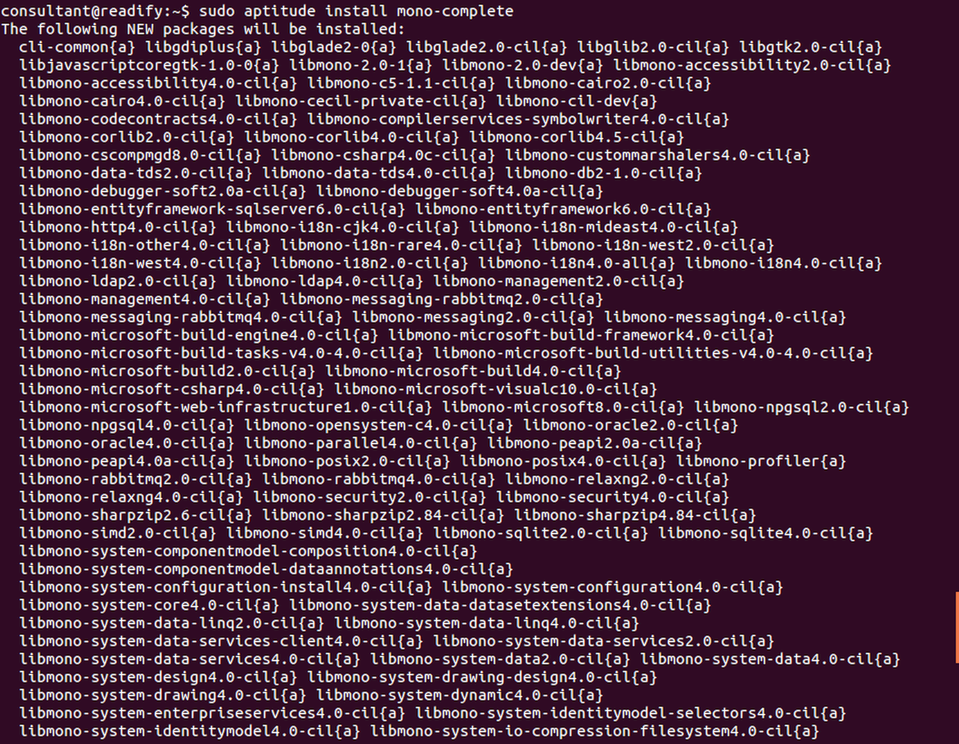 consultant@readify:~$ sudo aptitude install mono-complete
The following NEW packages will be installed:
cli-common{a} libgdiplus{a} libglade2-0{a} libglade2.0-cil{a} libglib2.0-cil{a} libgtk2.0-cil{a}
libjavascriptcoregtk-1.0-0{a} libmono-2.0-1{a} libmono-2.0-dev{a} libmono-accessibility2.0-cil{a}
libmono-accessibility4.0-cil{a} libmono-c5-1.1-cil{a} libmono-cairo2.0-cil{a}
libmono-cairo4.0-cil{a} libmono-cecil-private-cil{a} libmono-cil-dev{a}
libmono-codecontracts4.0-cil{a} libmono-compilerservices-symbolwriter4.0-cil{a}
libmono-corlib2.0-cil{a} libmono-corlib4.0-cil{a} libmono-corlib4.5-cil{a}
libmono-cscompmgd8.0-cil{a} libmono-csharp4.0c-cil{a} libmono-custommarshalers4.0-cil{a}
libmono-data-tds2.0-cil{a} libmono-data-tds4.0-cil{a} libmono-db2-1.0-cil{a}
libmono-debugger-soft2.0a-cil{a} libmono-debugger-soft4.0a-cil{a}
libmono-entityframework-sqlserver6.0-cil{a} libmono-entityframework6.0-cil{a}
libmono-http4.0-cil{a} libmono-i18n-cjk4.0-cil{a} libmono-i18n-mideast4.0-cil{a}
libmono-i18n-other4.0-cil{a} libmono-i18n-rare4.0-cil{a} libmono-i18n-west2.0-cil{a}
libmono-i18n-west4.0-cil{a} libmono-i18n2.0-cil{a} libmono-i18n4.0-all{a} libmono-i18n4.0-cil{a}
libmono-ldap2.0-cil{a} libmono-ldap4.0-cil{a} libmono-management2.0-cil{a}
libmono-management4.0-cil{a} libmono-messaging-rabbitmq2.0-cil{a}
libmono-messaging-rabbitmq4.0-cil{a} libmono-messaging2.0-cil{a} libmono-messaging4.0-cil{a}
libmono-microsoft-build-engine4.0-cil{a} libmono-microsoft-build-framework4.0-cil{a}
libmono-microsoft-build-tasks-v4.0-4.0-cil{a} libmono-microsoft-build-utilities-v4.0-4.0-cil{a}
libmono-microsoft-build2.0-cil{a} libmono-microsoft-build4.0-cil{a}
libmono-microsoft-csharp4.0-cil{a} libmono-microsoft-visualc10.0-cil{a}
libmono-microsoft-web-infrastructure1.0-cil{a} libmono-microsoft8.0-cil{a} libmono-npgsql2.0-cil{a}
libmono-npgsql4.0-cil{a} libmono-opensystem-c4.0-cil{a} libmono-oracle2.0-cil{a}
libmono-oracle4.0-cil{a} libmono-parallel4.0-cil{a} libmono-peapi2.0a-cil{a}
libmono-peapi4.0a-cil{a} libmono-posix2.0-cil{a} libmono-posix4.0-cil{a} libmono-profiler{a}
libmono-rabbitmq2.0-cil{a} libmono-rabbitmq4.0-cil{a} libmono-relaxng2.0-cil{a}
libmono-relaxng4.0-cil{a} libmono-security2.0-cil{a} libmono-security4.0-cil{a}
libmono-sharpzip2.6-cil{a} libmono-sharpzip2.84-cil{a} libmono-sharpzip4.84-cil{a}
libmono-simd2.0-cil{a} libmono-simd4.0-cil{a} libmono-sqlite2.0-cil{a} libmono-sqlite4.0-cil{a}
libmono-system-componentmodel-composition4.0-cil{a}
libmono-system-componentmodel-dataannotations4.0-cil{a}
libmono-system-configuration-install4.0-cil{a} libmono-system-configuration4.0-cil{a}
libmono-system-core4.0-cil{a} libmono-system-data-datasetextensions4.0-cil{a}
libmono-system-data-linq2.0-cil{a} libmono-system-data-linq4.0-cil{a}
libmono-system-data-services-client4.0-cil{a} libmono-system-data-services2.0-cil{a}
libmono-system-data-services4.0-cil{a} libmono-system-data2.0-cil{a} libmono-system-data4.0-cil{a}
libmono-system-design4.0-cil{a} libmono-system-drawing-design4.0-cil{a}
libmono-system-drawing4.0-cil{a} libmono-system-dynamic4.0-cil{a}
libmono-system-enterpriseservices4.0-cil{a} libmono-system-identitymodel-selectors4.0-cil{a}
libmono-system-identitymodel4.0-cil{a} libmono-system-io-compression-filesystem4.0-cil{a}